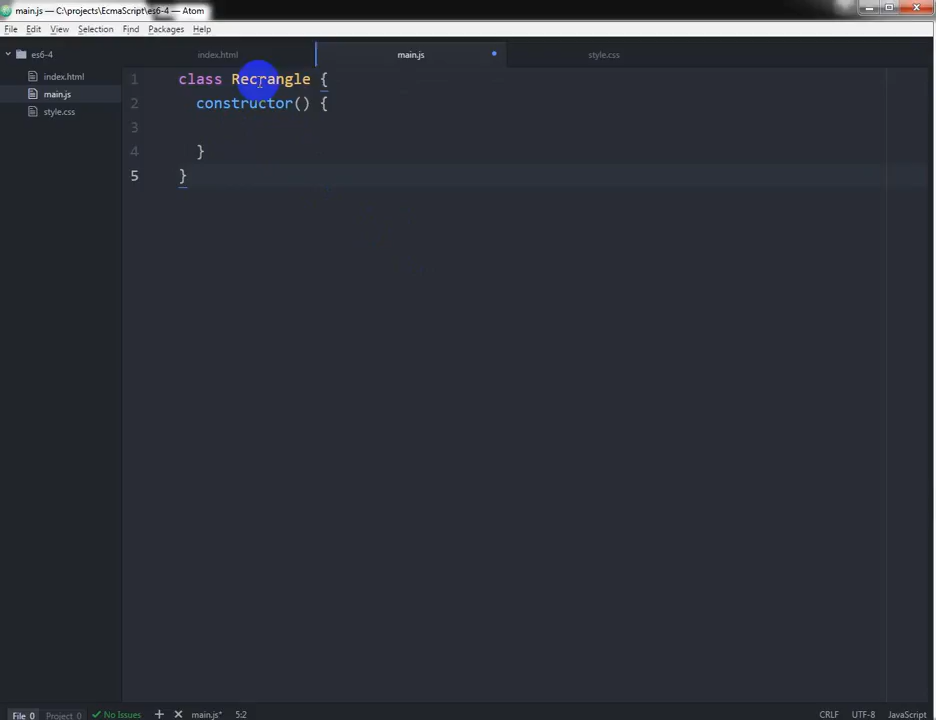 main.js — C:\projects\EcmaScript\es6-4 — Atom
File Edit View Selection Find Packages Help
es6-4
index.html
main.js
style.css
index.html main.js style.css
1 class Rectangle {
2 constructor() {
3
4 }
5 }
File 0 Project 0 No Issues main.js* 5:2 CRLF UTF-8 JavaScript